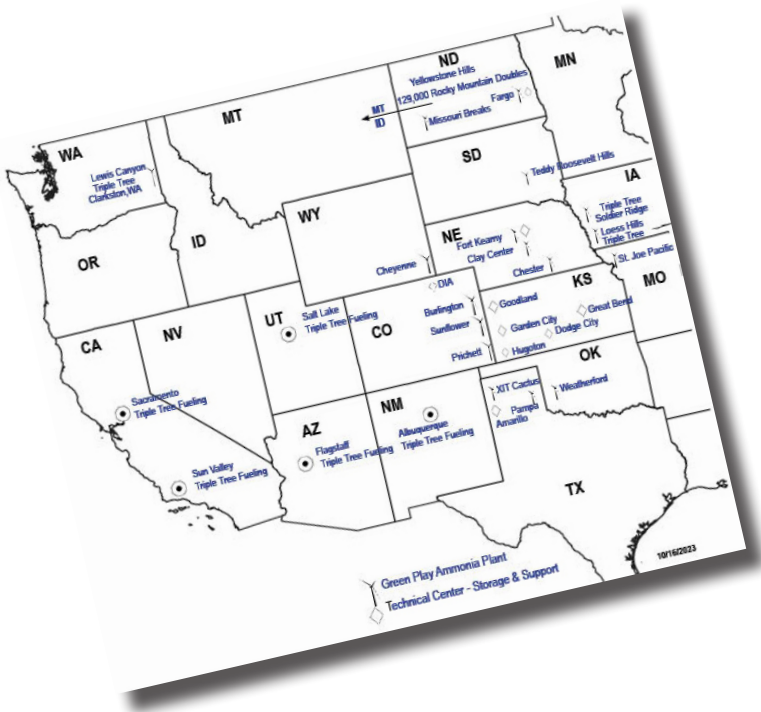 ND
Yellowstone Hills
129,000 Rocky Mountain Doubles
Fargo
MT
ID
Missouri Breaks
MN
MT
WA
Lewis Canyon
Triple Tree
Clarkston,WA
SD
Teddy Roosevelt Hills
IA
Triple Tree
Soldier Ridge
Loess Hills
Triple Tree
WY
ID
OR
NE
Fort Kearny
Clay Center
Chester
Cheyenne
St. Joe Pacific
MO
KS
DIA
Goodland
Great Bend
Burlington
Sunflower
Garden City
Dodge City
Hugoton
Prichett
CO
UT
Salt Lake
Triple Tree Fueling
NV
CA
OK
XIT Cactus
Weatherford
Pampa
Amarillo
Sacramento
Triple Tree Fueling
NM
Albuquerque
Triple Tree Fueling
AZ
Flagstaff
Triple Tree Fueling
Sun Valley
Triple Tree Fueling
TX
10/16/2023
Green Play Ammonia Plant
Technical Center - Storage & Support